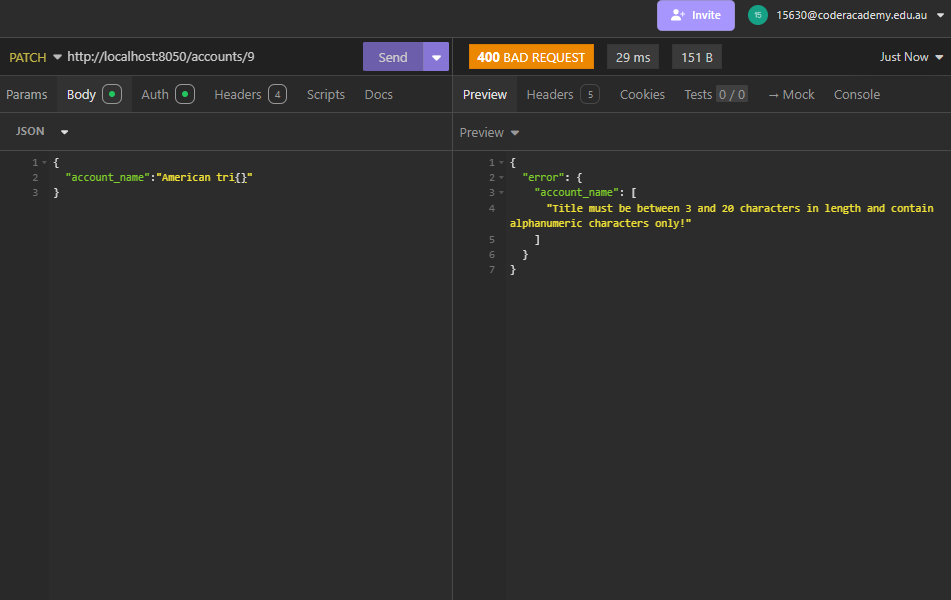 Invite 15 15630@coderacademy.edu.au
PATCH http://localhost:8050/accounts/9 Send 400 BAD REQUEST 29 ms 151 B Just Now
Params Body Auth Headers 4 Scripts Docs Preview Headers 5 Cookies Tests 0 / 0 → Mock Console
JSON
Preview
1 {
2 "account_name":"American tri{}"
3 }
1 {
2 "error": {
3 "account_name": [
4 "Title must be between 3 and 20 characters in length and contain
alphanumeric characters only!"
5 ]
6 }
7 }